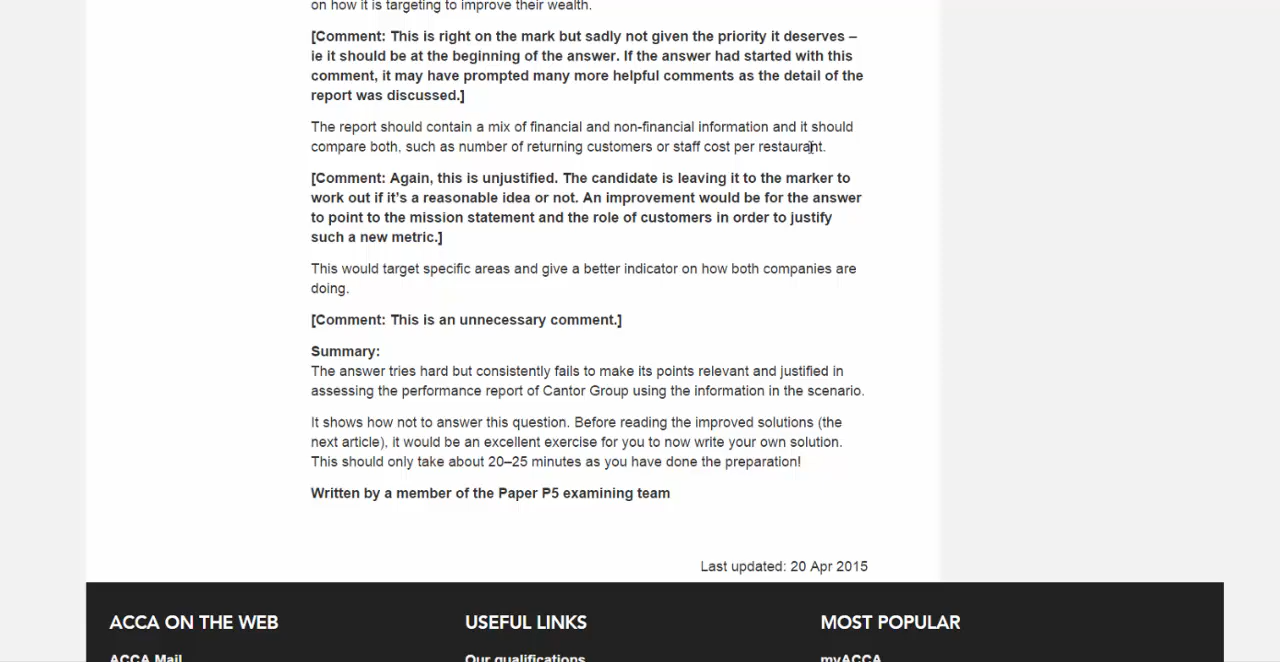 on how it is targeting to improve their wealth.
[Comment: This is right on the mark but sadly not given the priority it deserves –
ie it should be at the beginning of the answer. If the answer had started with this
comment, it may have prompted many more helpful comments as the detail of the
report was discussed.]
The report should contain a mix of financial and non-financial information and it should
compare both, such as number of returning customers or staff cost per restaurant.
[Comment: Again, this is unjustified. The candidate is leaving it to the marker to
work out if it's a reasonable idea or not. An improvement would be for the answer
to point to the mission statement and the role of customers in order to justify
such a new metric.]
This would target specific areas and give a better indicator on how both companies are
doing.
[Comment: This is an unnecessary comment.]
Summary:
The answer tries hard but consistently fails to make its points relevant and justified in
assessing the performance report of Cantor Group using the information in the scenario.
It shows how not to answer this question. Before reading the improved solutions (the
next article), it would be an excellent exercise for you to now write your own solution.
This should only take about 20–25 minutes as you have done the preparation!
Written by a member of the Paper P5 examining team
Last updated: 20 Apr 2015
ACCA ON THE WEB USEFUL LINKS MOST POPULAR
ACCA Mail Our qualifications myACCA